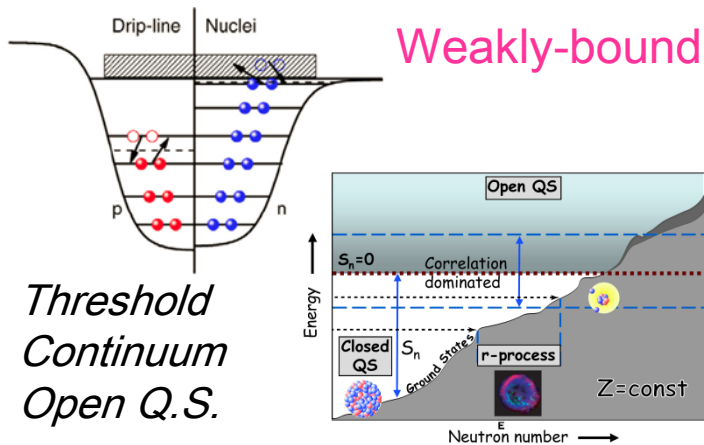 Drip-line Nuclei
Weakly-bound
p
n
Open QS
Sn=0
Correlation
dominated
Energy
Closed
QS
Sn
Ground States
r-process
Z=const
E
Neutron number
Threshold
Continuum
Open Q.S.